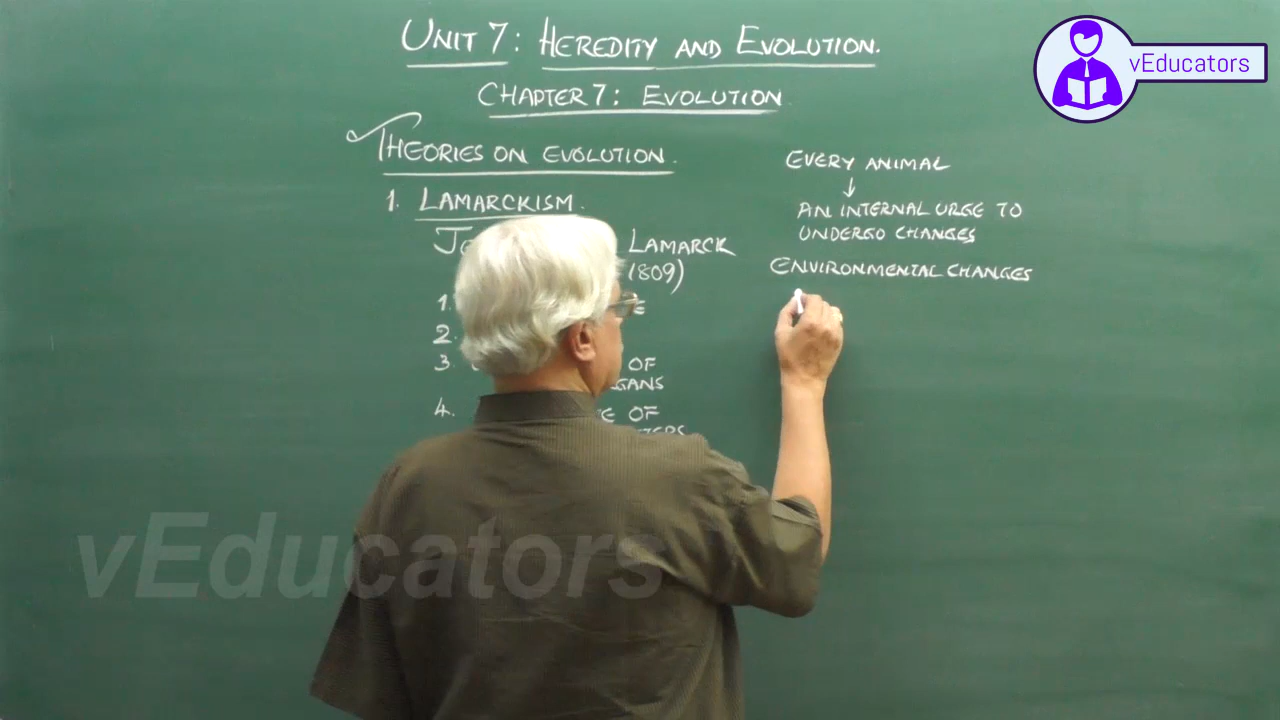 UNIT 7: HEREDITY AND EVOLUTION.
CHAPTER 7: EVOLUTION
THEORIES ON EVOLUTION.
1. LAMARCKISM.
LAMARCK
1809)
1.
2.
3. OF
4. OF
EVERY ANIMAL
↓
AN INTERNAL URGE TO
UNDERGO CHANGES
ENVIRONMENTAL CHANGES
vEducators
vEducators